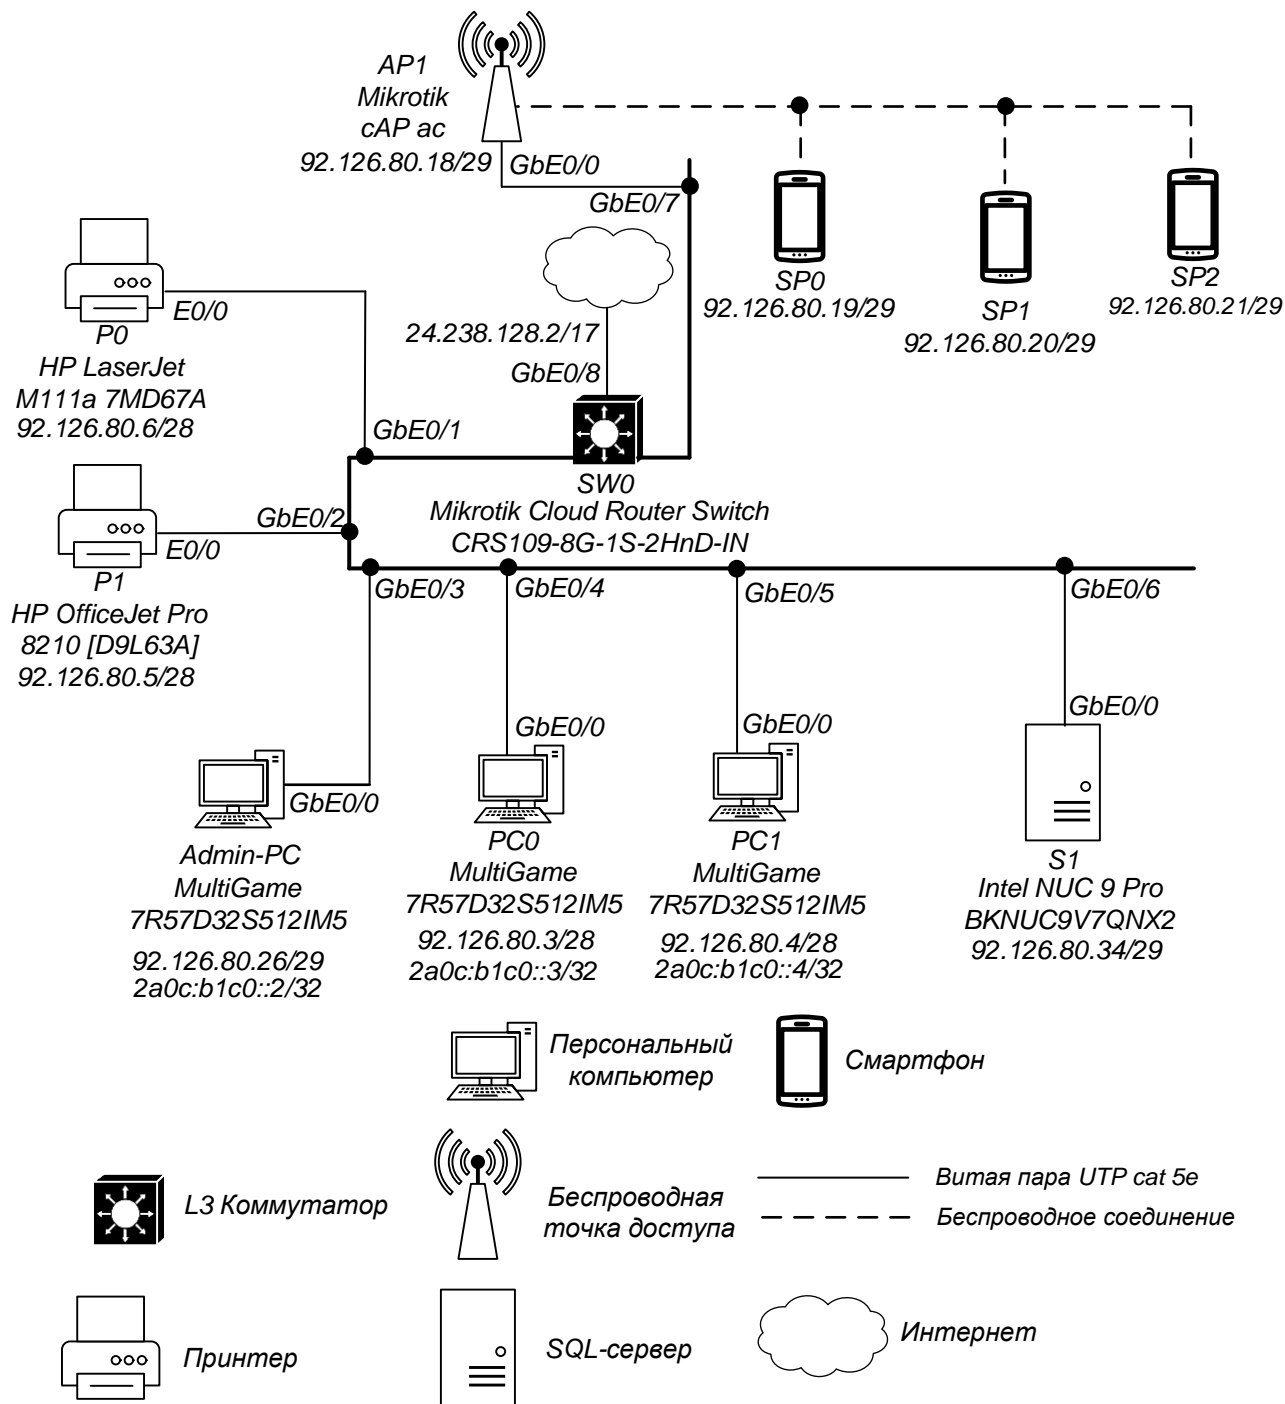 AP1
Mikrotik
cAP ac
92.126.80.18/29
GbE0/0
GbE0/7
SP0
92.126.80.19/29
SP1
92.126.80.20/29
SP2
92.126.80.21/29
E0/0
P0
HP LaserJet
M111a 7MD67A
92.126.80.6/28
24.238.128.2/17
GbE0/8
GbE0/1
SW0
Mikrotik Cloud Router Switch
CRS109-8G-1S-2HnD-IN
GbE0/2
E0/0
P1
HP OfficeJet Pro
8210 [D9L63A]
92.126.80.5/28
GbE0/3
GbE0/4
GbE0/5
GbE0/6
GbE0/0
Admin-PC
MultiGame
7R57D32S512IM5
92.126.80.26/29
2a0c:b1c0::2/32
GbE0/0
PC0
MultiGame
7R57D32S512IM5
92.126.80.3/28
2a0c:b1c0::3/32
GbE0/0
PC1
MultiGame
7R57D32S512IM5
92.126.80.4/28
2a0c:b1c0::4/32
GbE0/0
S1
Intel NUC 9 Pro
BKNUC9V7QNX2
92.126.80.34/29
Персональный
компьютер
Смартфон
L3 Коммутатор
Беспроводная
точка доступа
Витая пара UTP cat 5e
Беспроводное соединение
Принтер
SQL-сервер
Интернет